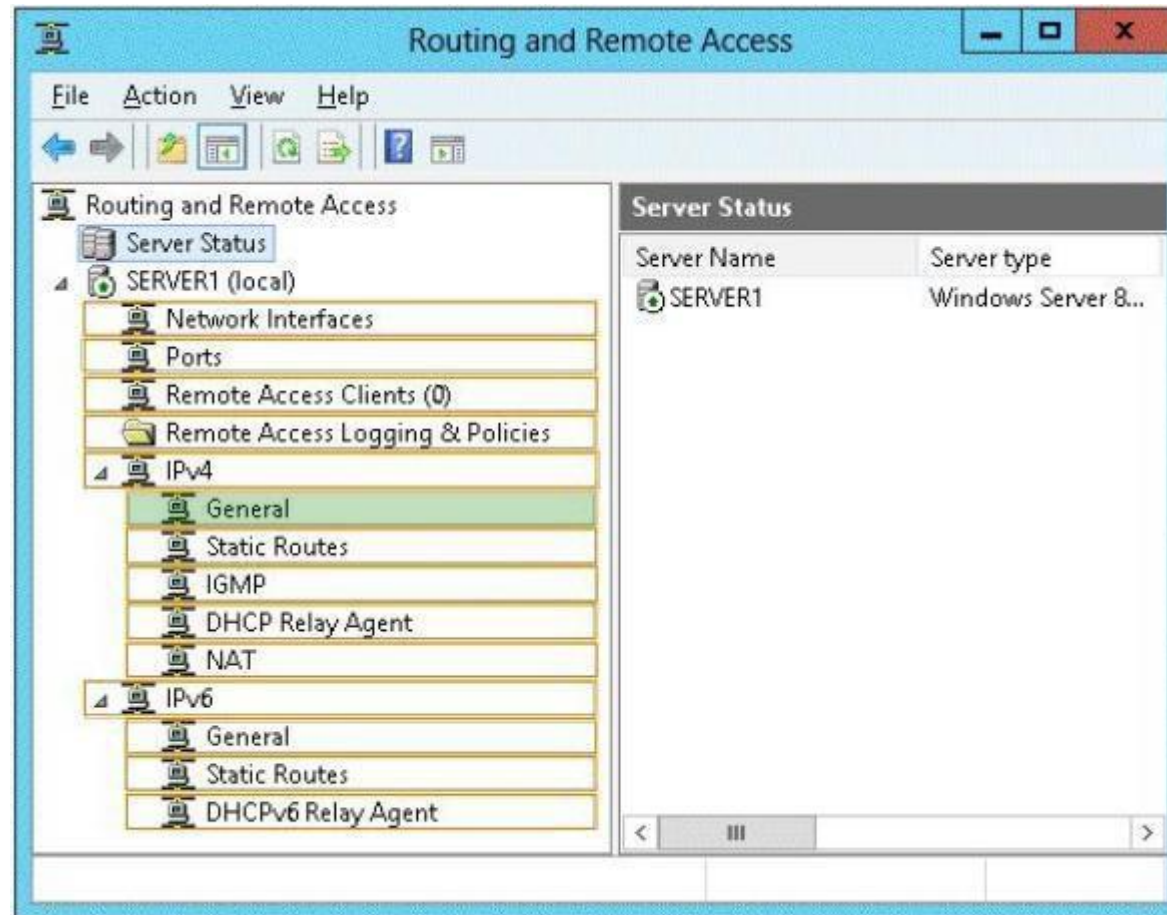 Routing and Remote Access
File Action View Help
Routing and Remote Access
Server Status
SERVER1 (local)
Network Interfaces
Ports
Remote Access Clients (0)
Remote Access Logging & Policies
IPv4
General
Static Routes
IGMP
DHCP Relay Agent
NAT
IPv6
General
Static Routes
DHCPv6 Relay Agent
Server Status
Server Name Server type
SERVER1 Windows Server 8...